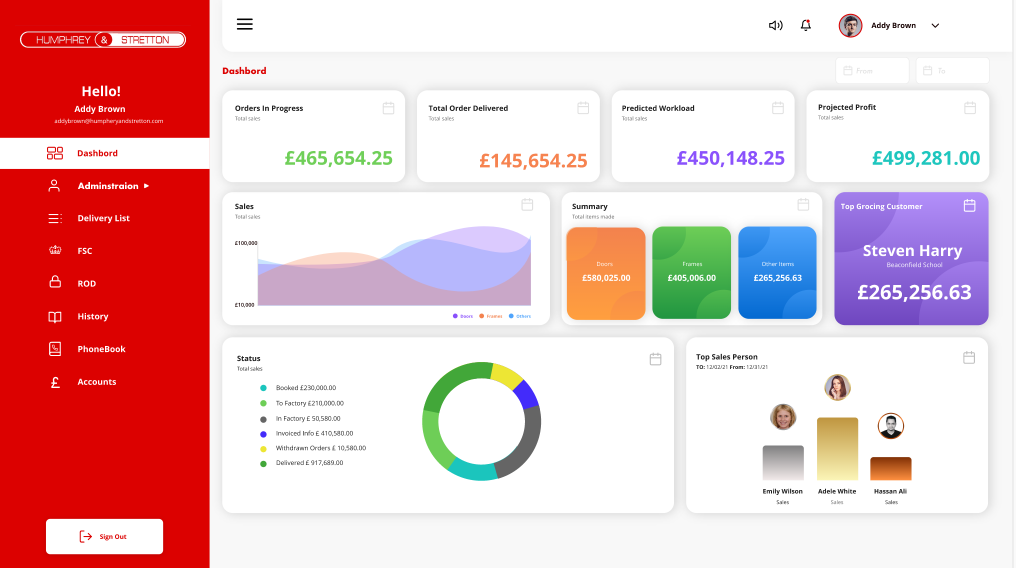 HUMPHREY & STRETTON
Hello!
Addy Brown
addybrown@humpheryandstretton.com
Dashbord
Adminstraion
Delivery List
FSC
ROD
History
PhoneBook
£ Accounts
Sign Out
Addy Brown
Dashbord
From
To
Orders In Progress
Total sales
£465,654.25
Total Order Delivered
Total sales
£145,654.25
Predicted Workload
Total sales
£450,148.25
Projected Profit
Total sales
£499,281.00
Sales
Total sales
£100,000
£10,000
Doors Frames Others
Summary
Total items made
Doors
£580,025.00
Frames
£405,006.00
Other Items
£265,256.63
Top Grocing Customer
Steven Harry
Beaconfield School
£265,256.63
Status
Total sales
Booked £230,000.00
To Factory £210,000.00
In Factory £ 50,580.00
Invoiced Info £ 410,580.00
Withdrawn Orders £ 10,580.00
Delivered £ 917,689.00
Top Sales Person
TO: 12/02/21 From: 12/31/21
Emily Wilson
Sales
Adele White
Sales
Hassan Ali
Sales